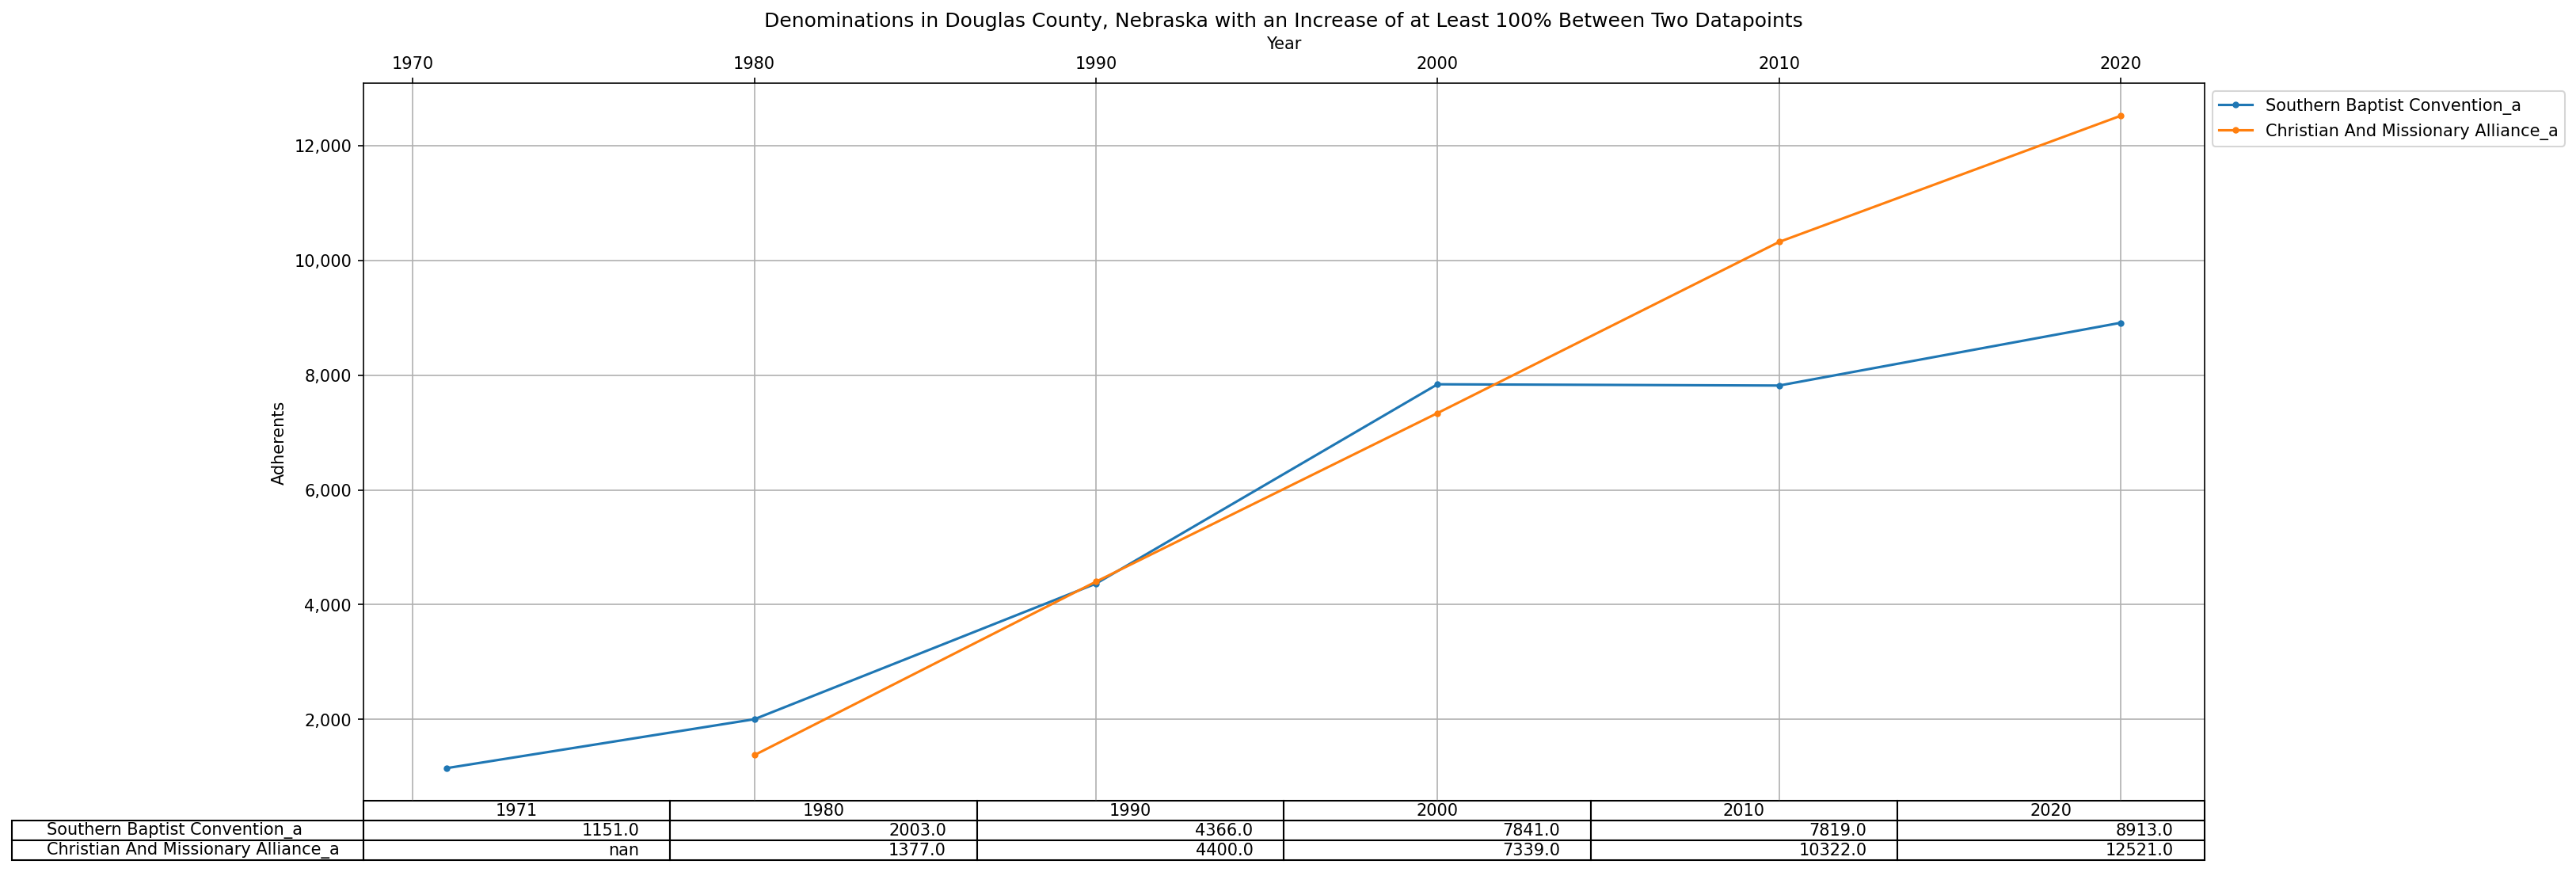 Denominations in Douglas County, Nebraska with an Increase of at Least 100% Between Two Datapoints
Year
1970 1980 1990 2000 2010 2020
Southern Baptist Convention_a
Christian And Missionary Alliance_a
12,000
10,000
8,000
6,000
4,000
2,000
Adherents
1971 1980 1990 2000 2010 2020
Southern Baptist Convention_a 1151.0 2003.0 4366.0 7841.0 7819.0 8913.0
Christian And Missionary Alliance_a nan 1377.0 4400.0 7339.0 10322.0 12521.0